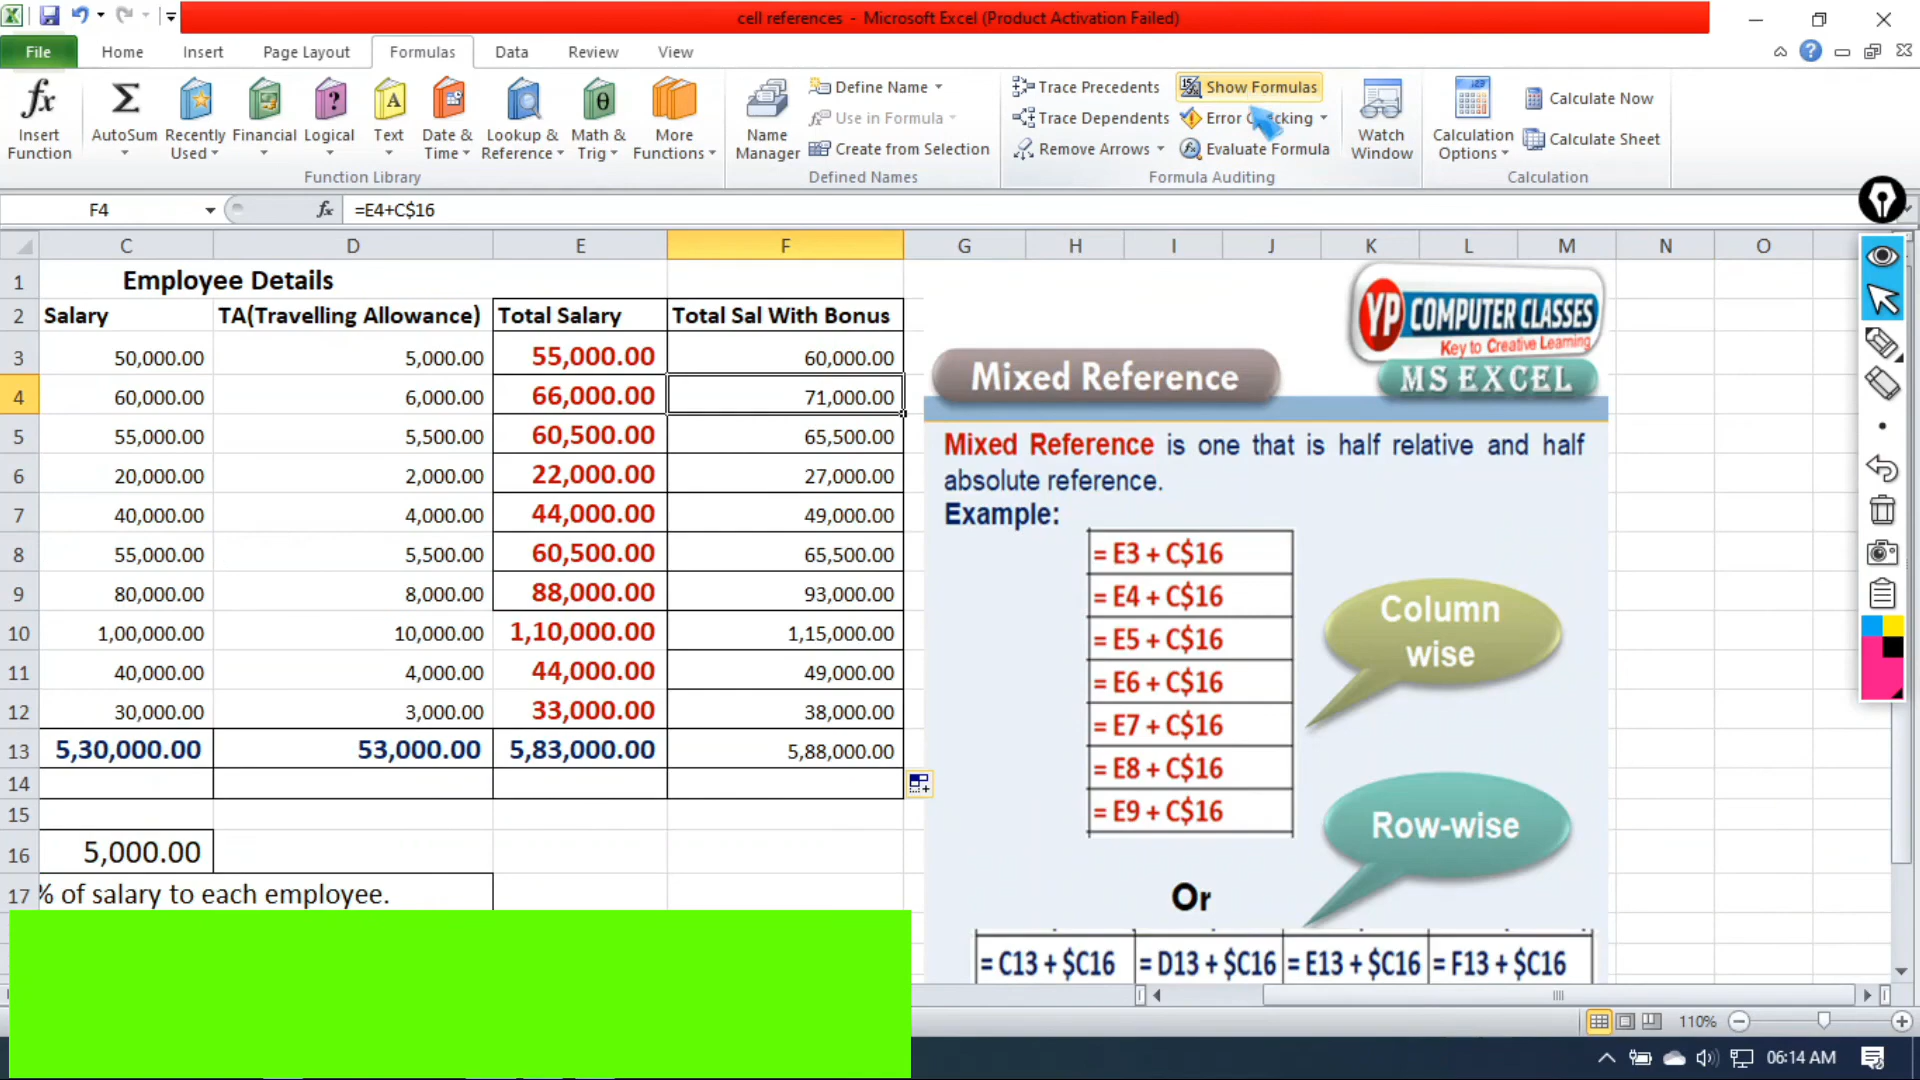 cell references - Microsoft Excel (Product Activation Failed)
File Home Insert Page Layout Formulas Data Review View
Insert Function
AutoSum
Recently Used
Financial
Logical
Text
Date & Time
Lookup & Reference
Math & Trig
More Functions
Function Library
Name Manager
Define Name
Use in Formula
Create from Selection
Defined Names
Trace Precedents
Trace Dependents
Remove Arrows
Show Formulas
Error Checking
Evaluate Formula
Formula Auditing
Watch Window
Calculation Options
Calculate Now
Calculate Sheet
Calculation
F4 fx =E4+C$16
C D E F G H I J K L M N O
1 Employee Details
2 Salary TA(Travelling Allowance) Total Salary Total Sal With Bonus
3 50,000.00 5,000.00 55,000.00 60,000.00
4 60,000.00 6,000.00 66,000.00 71,000.00
5 55,000.00 5,500.00 60,500.00 65,500.00
6 20,000.00 2,000.00 22,000.00 27,000.00
7 40,000.00 4,000.00 44,000.00 49,000.00
8 55,000.00 5,500.00 60,500.00 65,500.00
9 80,000.00 8,000.00 88,000.00 93,000.00
10 1,00,000.00 10,000.00 1,10,000.00 1,15,000.00
11 40,000.00 4,000.00 44,000.00 49,000.00
12 30,000.00 3,000.00 33,000.00 38,000.00
13 5,30,000.00 53,000.00 5,83,000.00 5,88,000.00
14
15
16 5,000.00
17 % of salary to each employee.
YP COMPUTER CLASSES
Key to Creative Learning
MS EXCEL
Mixed Reference
Mixed Reference is one that is half relative and half
absolute reference.
Example:
= E3 + C$16
= E4 + C$16
= E5 + C$16
= E6 + C$16
= E7 + C$16
= E8 + C$16
= E9 + C$16
Column
wise
Row-wise
Or
= C13 + $C16 = D13 + $C16 = E13 + $C16 = F13 + $C16
110%
06:14 AM